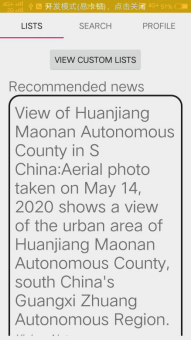 LISTS SEARCH PROFILE
VIEW CUSTOM LISTS
Recommended news
View of Huanjiang
Maonan Autonomous
County in S
China:Aerial photo
taken on May 14,
2020 shows a view
of the urban area of
Huanjiang Maonan
Autonomous County,
south China's
Guangxi Zhuang
Autonomous Region.